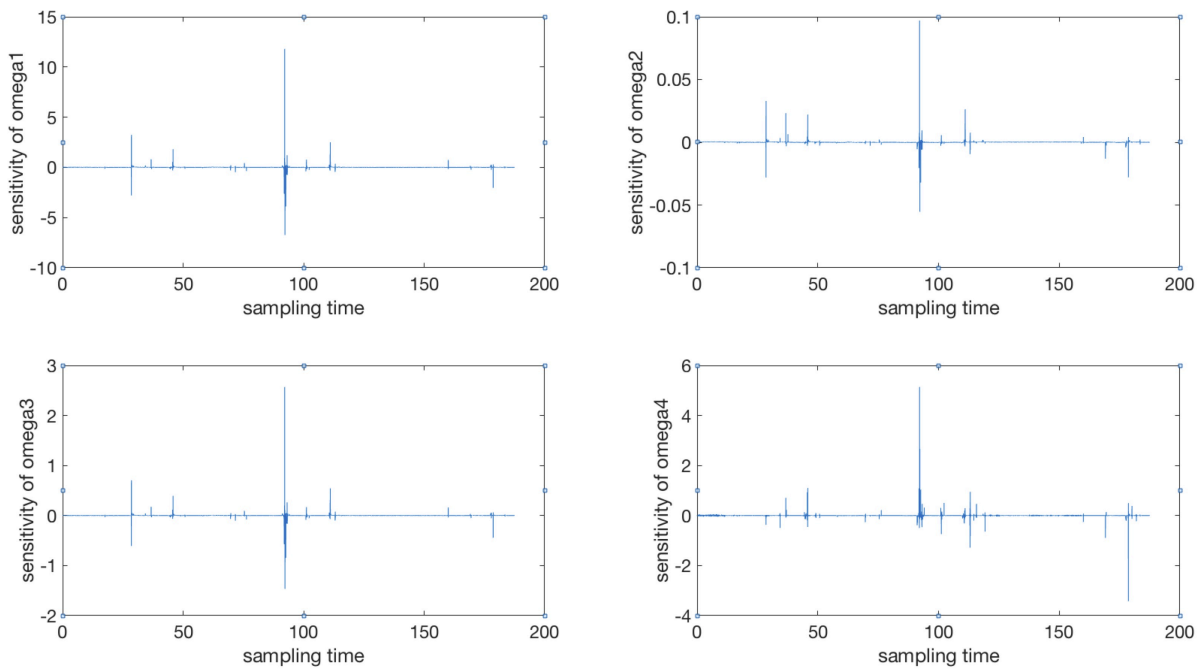 15
10
5
0
-5
-10
sensitivity of omega1
0 50 100 150 200
sampling time
0.1
0.05
0
-0.05
-0.1
sensitivity of omega2
0 50 100 150 200
sampling time
3
2
1
0
-1
-2
sensitivity of omega3
0 50 100 150 200
sampling time
6
4
2
0
-2
-4
sensitivity of omega4
0 50 100 150 200
sampling time